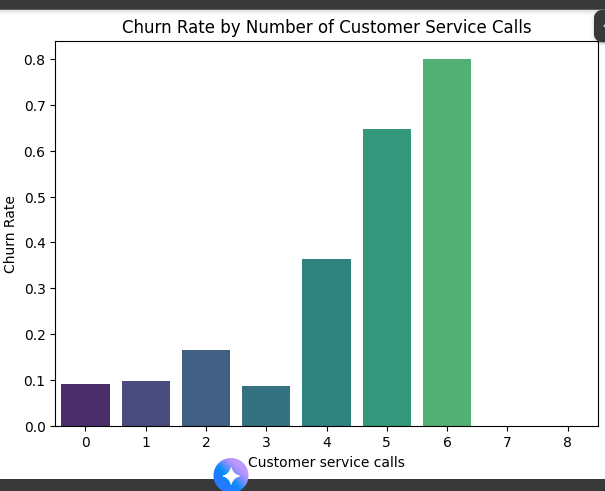 Churn Rate by Number of Customer Service Calls
Churn Rate
0.8
0.7
0.6
0.5
0.4
0.3
0.2
0.1
0.0
0 1 2 3 4 5 6 7 8
Customer service calls